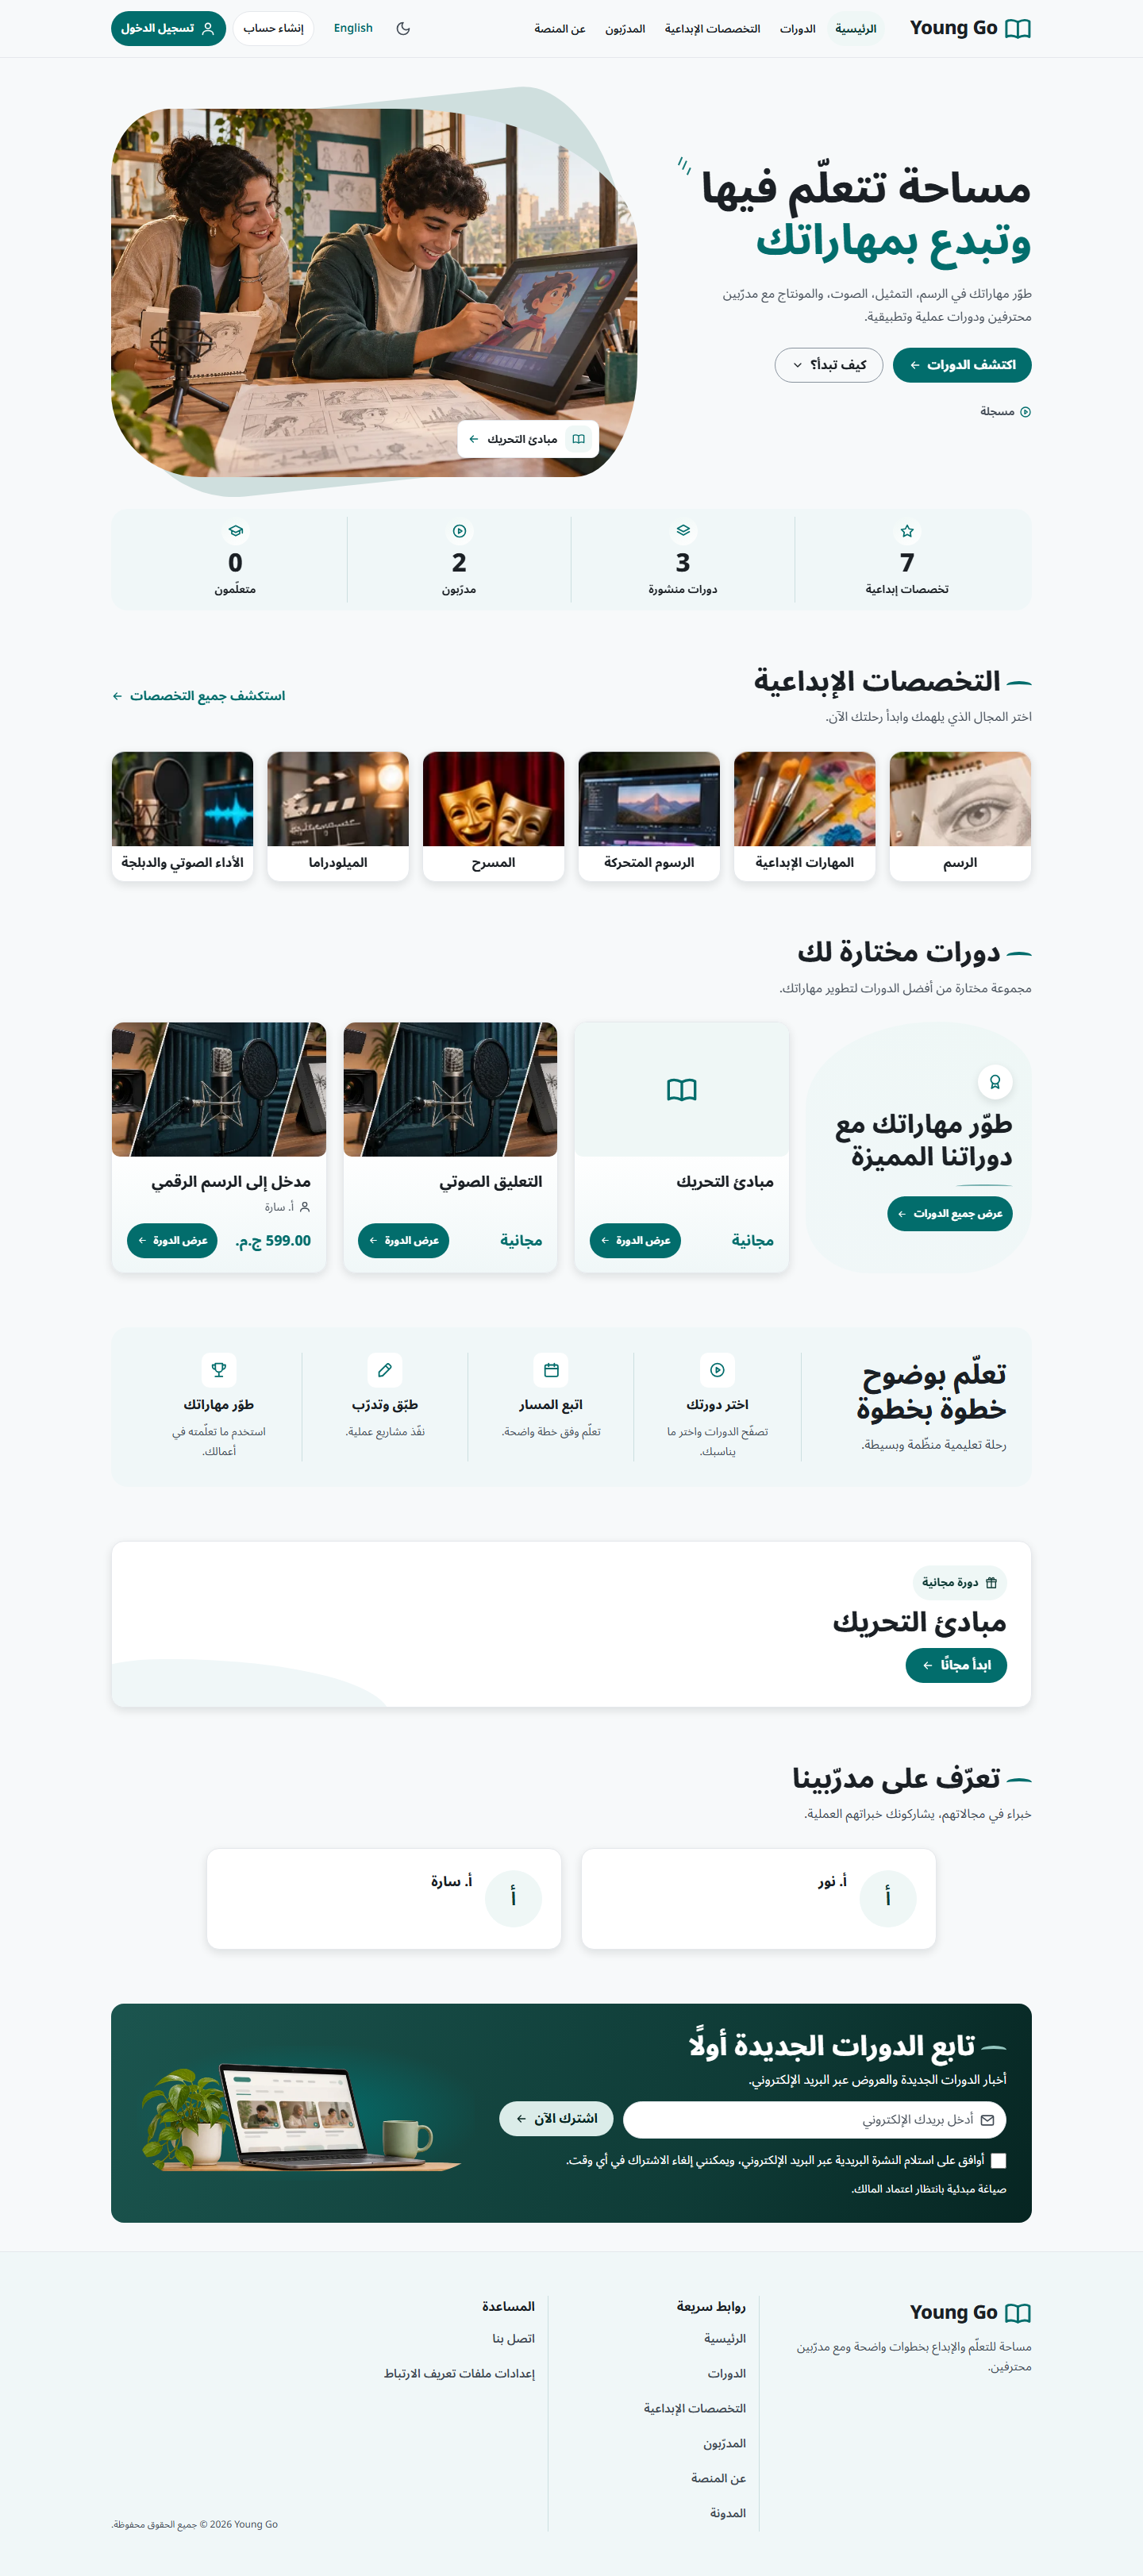 Young Go
الرئيسية
الدورات
التخصصات الإبداعية
المدرّبون
عن المنصة
English
إنشاء حساب
تسجيل الدخول
مساحة تتعلّم فيها
وتبدع بمهاراتك
طوّر مهاراتك في الرسم، التمثيل، الصوت، والمونتاج مع مدرّبين
محترفين ودورات عملية وتطبيقية.
اكتشف الدورات
كيف تبدأ؟
مسجلة
مبادئ التحريك
7
تخصصات إبداعية
3
دورات منشورة
2
مدرّبون
0
متعلّمون
التخصصات الإبداعية
اختر المجال الذي يلهمك وابدأ رحلتك الآن.
استكشف جميع التخصصات
الرسم
المهارات الإبداعية
الرسوم المتحركة
المسرح
الميلودراما
الأداء الصوتي والدبلجة
دورات مختارة لك
مجموعة مختارة من أفضل الدورات لتطوير مهاراتك.
طوّر مهاراتك مع
دوراتنا المميزة
عرض جميع الدورات
مبادئ التحريك
مجانية
عرض الدورة
التعليق الصوتي
مجانية
عرض الدورة
مدخل إلى الرسم الرقمي
أ. سارة
599.00 ج.م.
عرض الدورة
تعلّم بوضوح
خطوة بخطوة
رحلة تعليمية منظّمة وبسيطة.
اختر دورتك
تصفّح الدورات واختر ما
يناسبك.
اتبع المسار
تعلّم وفق خطة واضحة.
طبّق وتدرّب
نفّذ مشاريع عملية.
طوّر مهاراتك
استخدم ما تعلّمته في
أعمالك.
دورة مجانية
مبادئ التحريك
ابدأ مجانًا
تعرّف على مدرّبينا
خبراء في مجالاتهم، يشاركونك خبراتهم العملية.
أ
أ. نور
أ
أ. سارة
تابع الدورات الجديدة أولًا
أخبار الدورات الجديدة والعروض عبر البريد الإلكتروني.
أدخل بريدك الإلكتروني
اشترك الآن
أوافق على استلام النشرة البريدية عبر البريد الإلكتروني، ويمكنني إلغاء الاشتراك في أي وقت.
صياغة مبدئية بانتظار اعتماد المالك.
Young Go
مساحة للتعلّم والإبداع بخطوات واضحة ومع مدرّبين
محترفين.
روابط سريعة
الرئيسية
الدورات
التخصصات الإبداعية
المدرّبون
عن المنصة
المدونة
المساعدة
اتصل بنا
إعدادات ملفات تعريف الارتباط
Young Go 2026 © جميع الحقوق محفوظة.